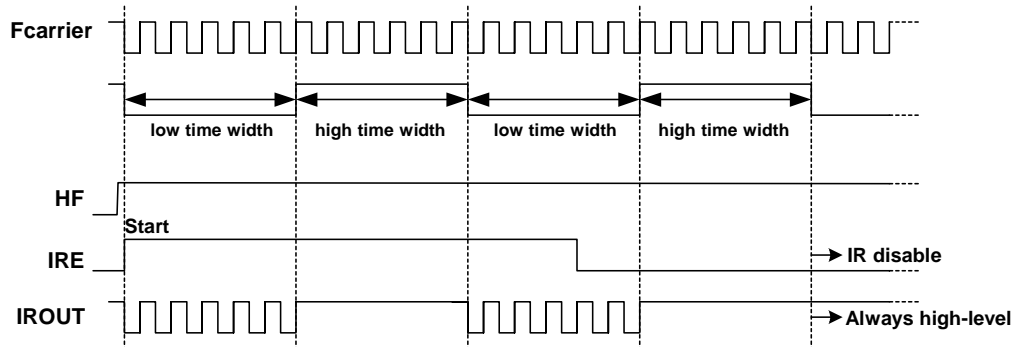 Fcarrier
low time width
high time width
low time width
high time width
HF
Start
IRE
IR disable
IROUT
Always high-level